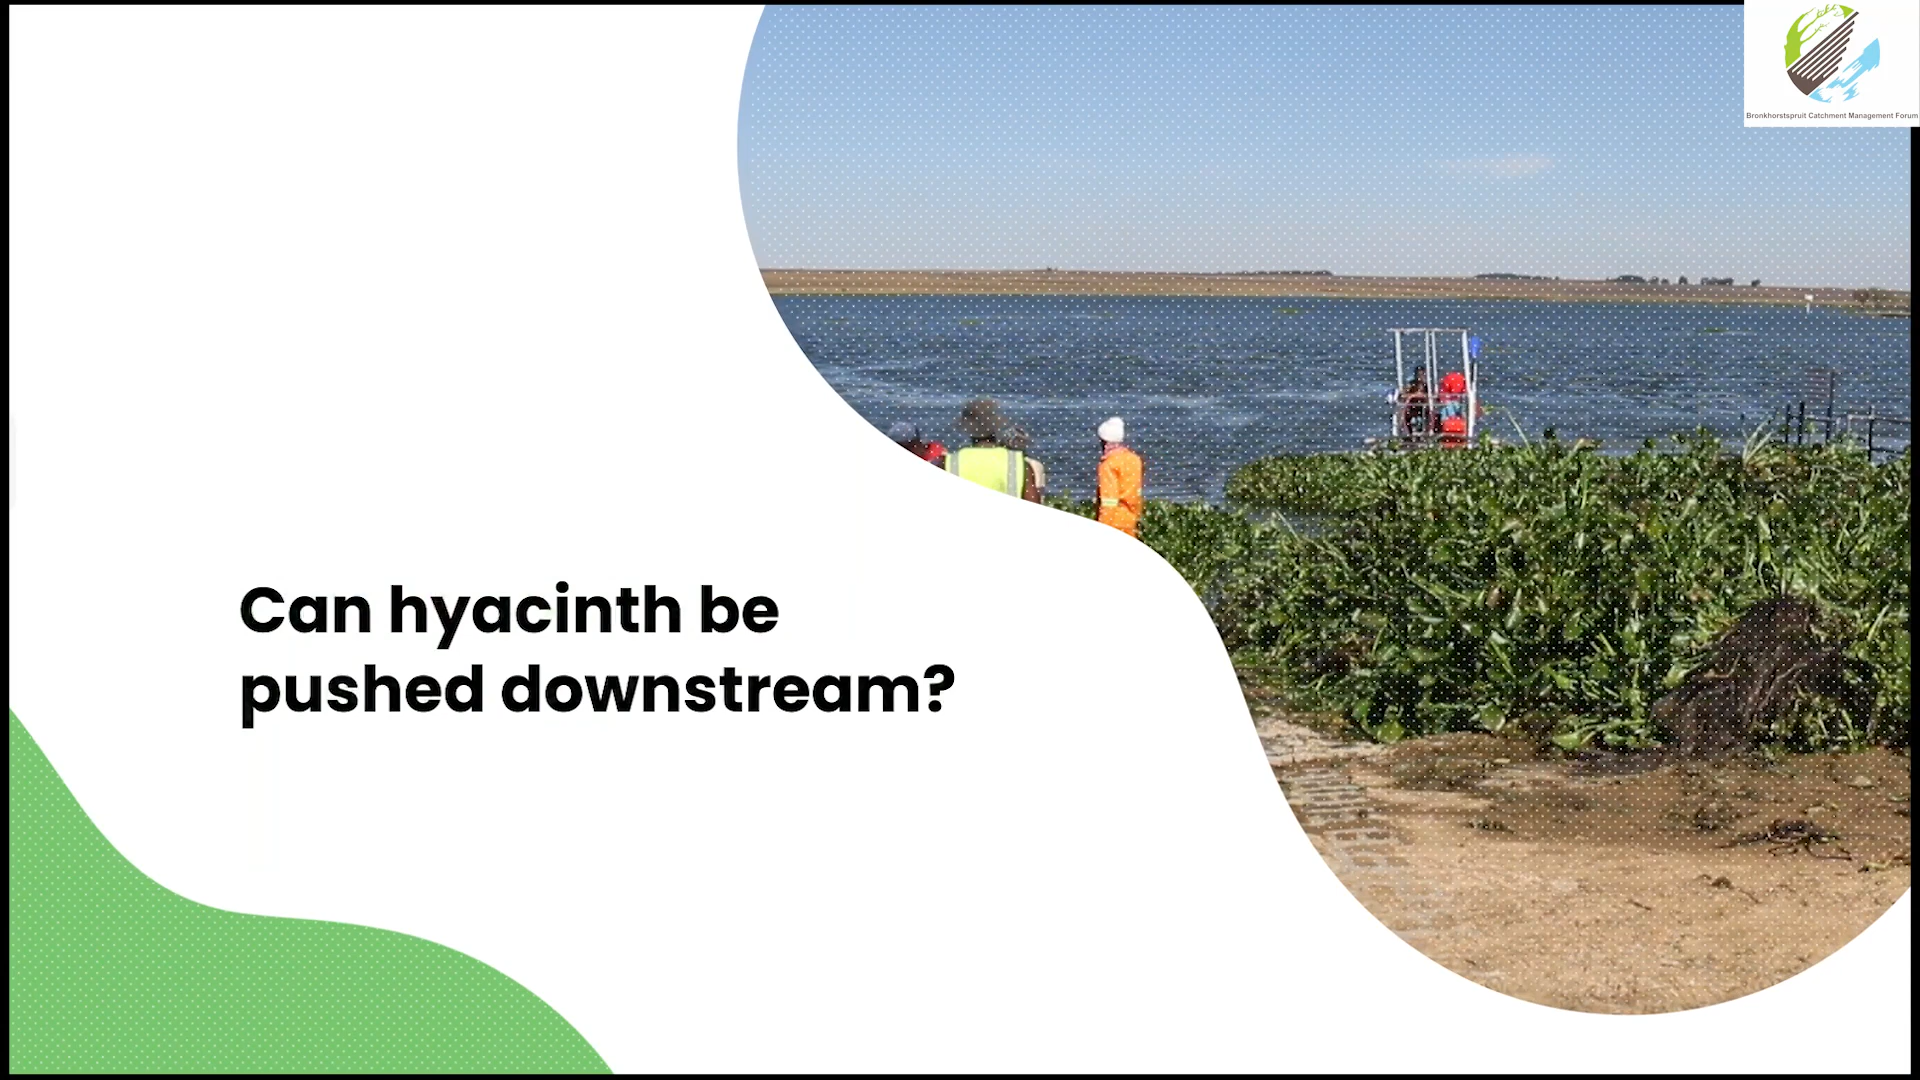 Bronkhorstspruit Catchment Management Forum
Can hyacinth be
pushed downstream?